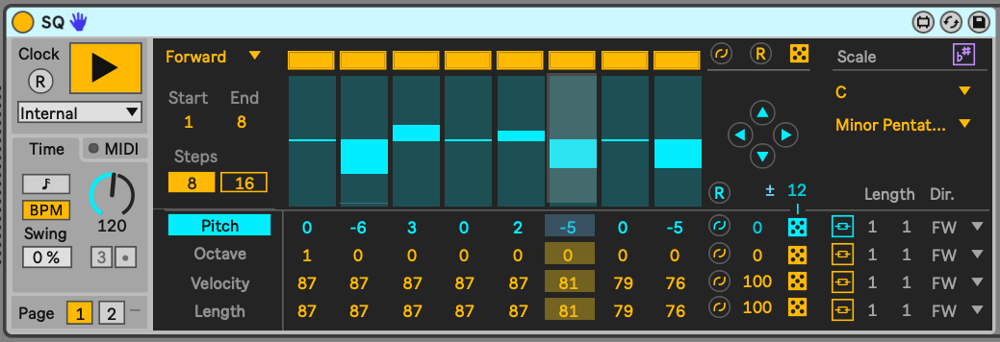 SQ
Clock
R
Internal
Time
MIDI
BPM
120
Swing
0 %
3
Page 1 2
Forward
Start End
1 8
Steps
8 16
R
Scale
b#
C
Minor Pentat...
R ± 12
Length Dir.
Pitch 0 -6 3 0 2 -5 0 -5 0 1 1 FW
Octave 1 0 0 0 0 0 0 0 0 1 1 FW
Velocity 87 87 87 87 87 81 79 76 100 1 1 FW
Length 87 87 87 87 87 81 79 76 100 1 1 FW